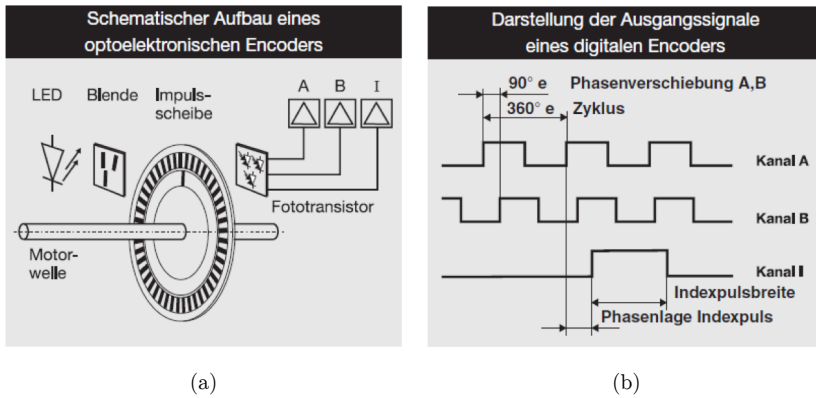 Schematischer Aufbau eines
optoelektronischen Encoders
LED
Blende
Impuls-
scheibe
A B I
Fototransistor
Motor-
welle
(a)
Darstellung der Ausgangssignale
eines digitalen Encoders
90° e Phasenverschiebung A,B
360° e Zyklus
Kanal A
Kanal B
Kanal I
Indexpulsbreite
Phasenlage Indexpuls
(b)